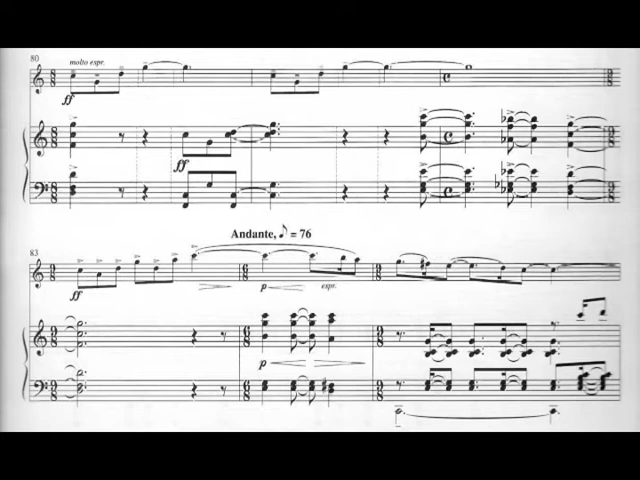 80
molto espr.
ff
ff
Andante, ♪ = 76
83
ff
p
espr.
p